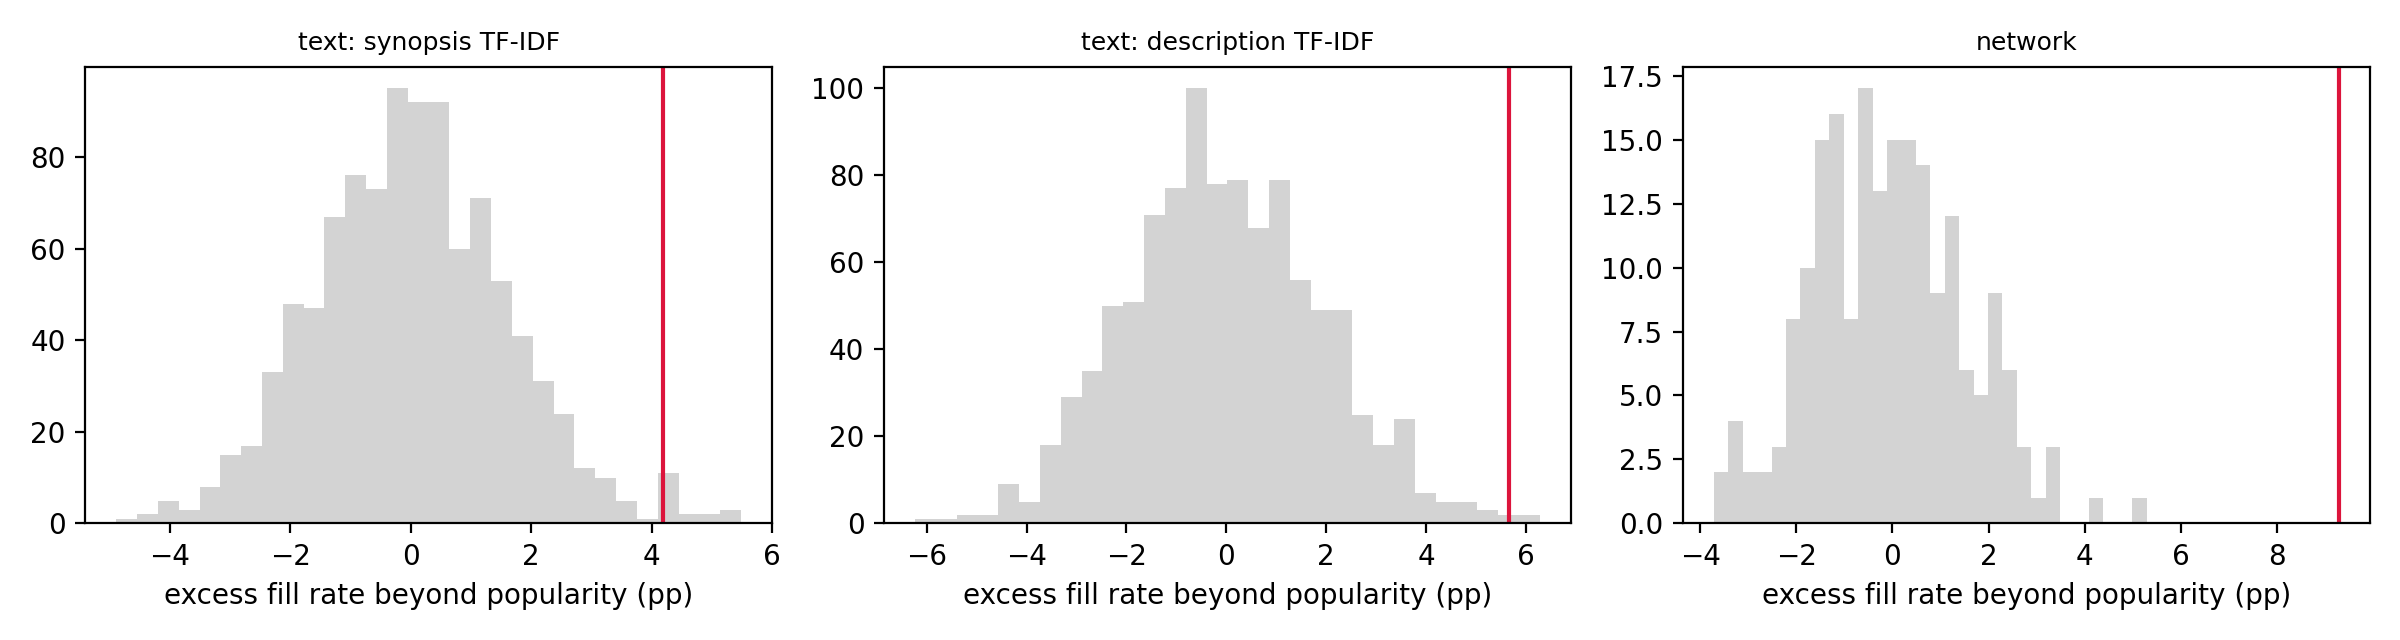 text: synopsis TF-IDF
80
60
40
20
0
−4 −2 0 2 4 6
excess fill rate beyond popularity (pp)
text: description TF-IDF
100
80
60
40
20
0
−6 −4 −2 0 2 4 6
excess fill rate beyond popularity (pp)
network
17.5
15.0
12.5
10.0
7.5
5.0
2.5
0.0
−4 −2 0 2 4 6 8
excess fill rate beyond popularity (pp)